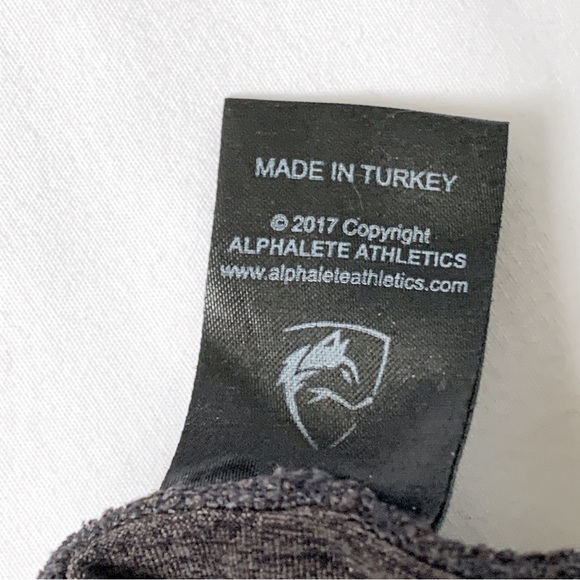 MADE IN TURKEY
© 2017 Copyright
ALPHALETE ATHLETICS
www.alphaleteathletics.com